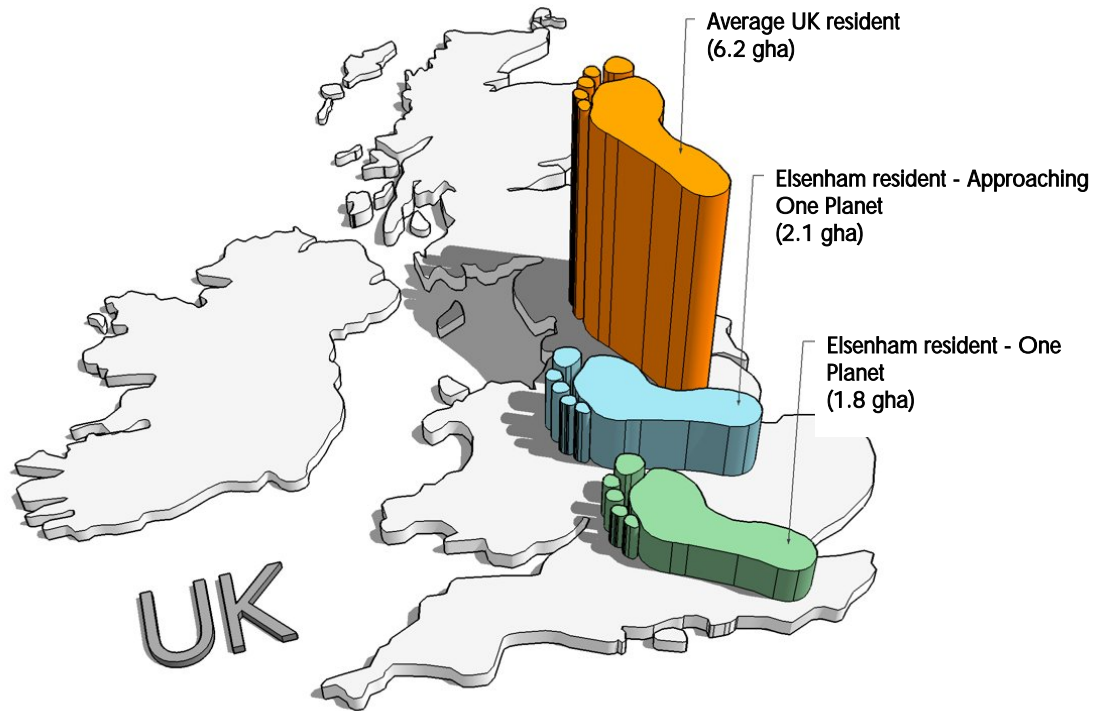 Average UK resident
(6.2 gha)
Elsenham resident - Approaching
One Planet
(2.1 gha)
Elsenham resident - One
Planet
(1.8 gha)
UK